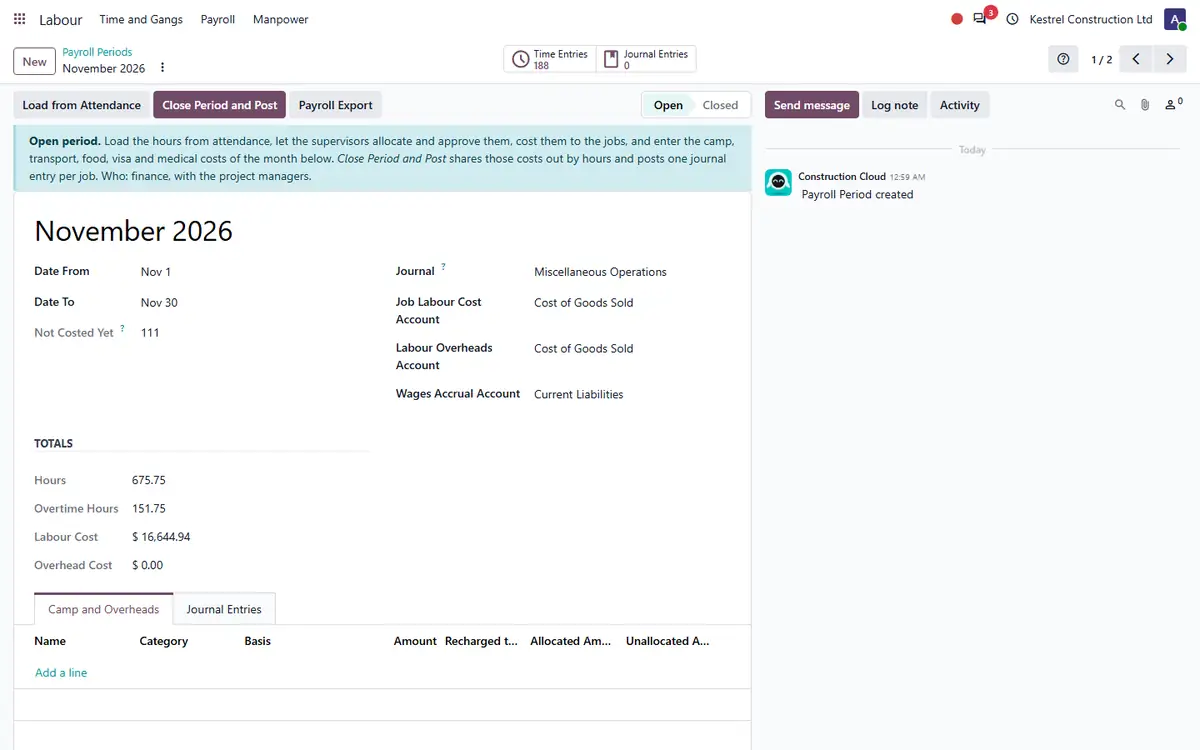 Labour Time and Gangs Payroll Manpower
3 Kestrel Construction Ltd A
New Payroll Periods
November 2026
Time Entries
188
Journal Entries
0
1 / 2
Load from Attendance Close Period and Post Payroll Export
Open Closed
Send message Log note Activity
0
Open period. Load the hours from attendance, let the supervisors allocate and approve them, cost them to the jobs, and enter the camp,
transport, food, visa and medical costs of the month below. Close Period and Post shares those costs out by hours and posts one journal
entry per job. Who: finance, with the project managers.
Today
Construction Cloud 12:59 AM
Payroll Period created
November 2026
Date From Nov 1
Date To Nov 30
Not Costed Yet ? 111
Journal ? Miscellaneous Operations
Job Labour Cost
Account
Cost of Goods Sold
Labour Overheads
Account
Cost of Goods Sold
Wages Accrual Account Current Liabilities
TOTALS
Hours 675.75
Overtime Hours 151.75
Labour Cost $ 16,644.94
Overhead Cost $ 0.00
Camp and Overheads Journal Entries
Name Category Basis Amount Recharged t... Allocated Am... Unallocated A...
Add a line